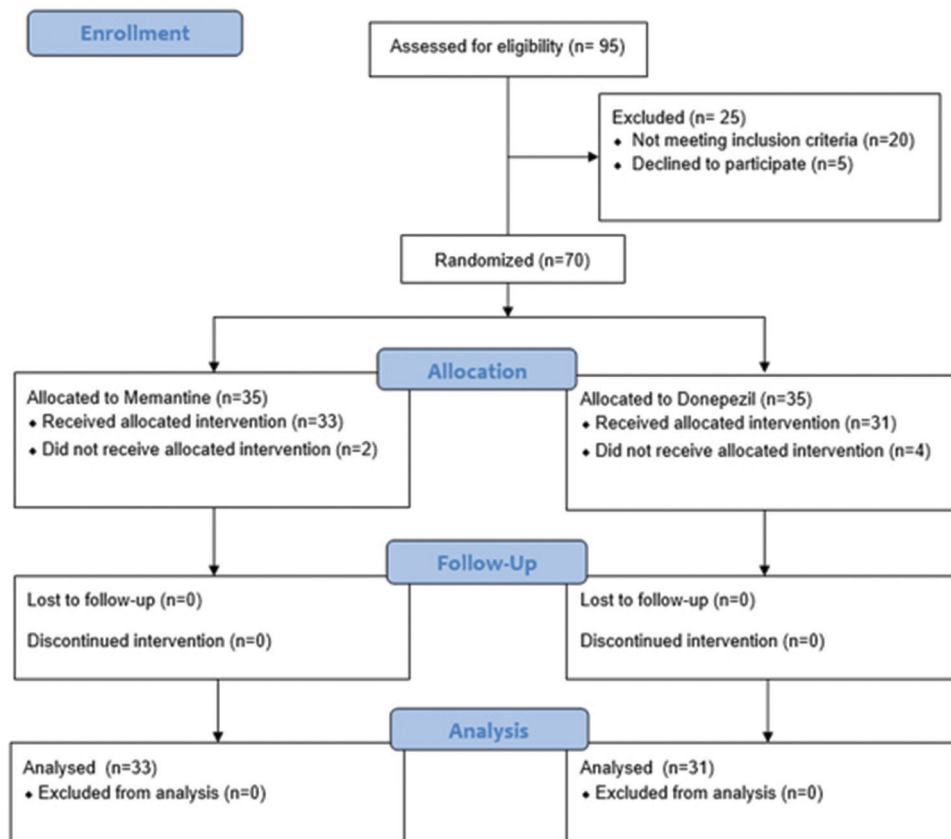 Enrollment
Assessed for eligibility (n= 95)
Excluded (n= 25)
⬥ Not meeting inclusion criteria (n=20)
⬥ Declined to participate (n=5)
Randomized (n=70)
Allocation
Allocated to Memantine (n=35)
⬥ Received allocated intervention (n=33)
⬥ Did not receive allocated intervention (n=2)
Allocated to Donepezil (n=35)
⬥ Received allocated intervention (n=31)
⬥ Did not receive allocated intervention (n=4)
Follow-Up
Lost to follow-up (n=0)
Discontinued intervention (n=0)
Lost to follow-up (n=0)
Discontinued intervention (n=0)
Analysis
Analysed (n=33)
⬥ Excluded from analysis (n=0)
Analysed (n=31)
⬥ Excluded from analysis (n=0)